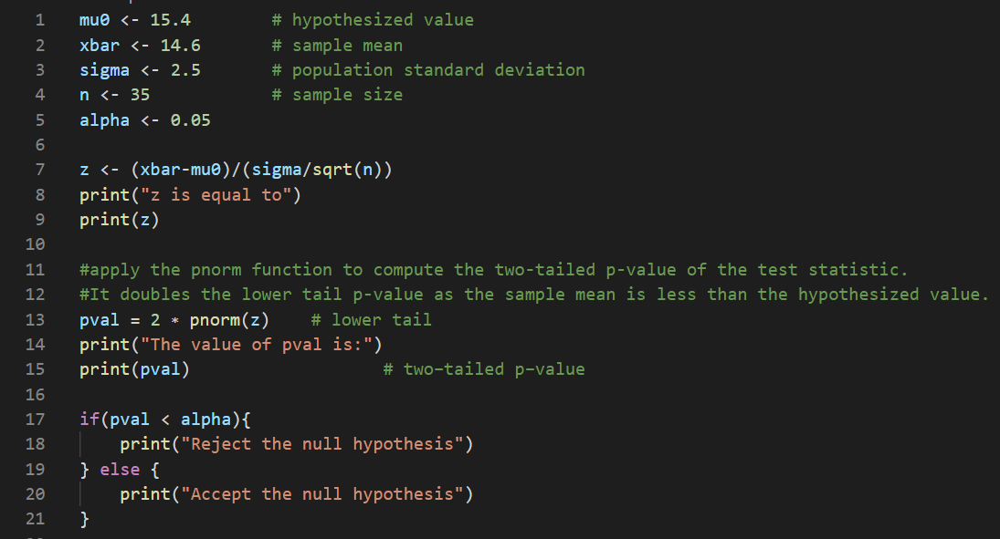 1 mu0 <- 15.4 # hypothesized value
2 xbar <- 14.6 # sample mean
3 sigma <- 2.5 # population standard deviation
4 n <- 35 # sample size
5 alpha <- 0.05
6
7 z <- (xbar-mu0)/(sigma/sqrt(n))
8 print("z is equal to")
9 print(z)
10
11 #apply the pnorm function to compute the two-tailed p-value of the test statistic.
12 #It doubles the lower tail p-value as the sample mean is less than the hypothesized value.
13 pval = 2 * pnorm(z) # lower tail
14 print("The value of pval is:")
15 print(pval) # two-tailed p-value
16
17 if(pval < alpha){
18 print("Reject the null hypothesis")
19 } else {
20 print("Accept the null hypothesis")
21 }